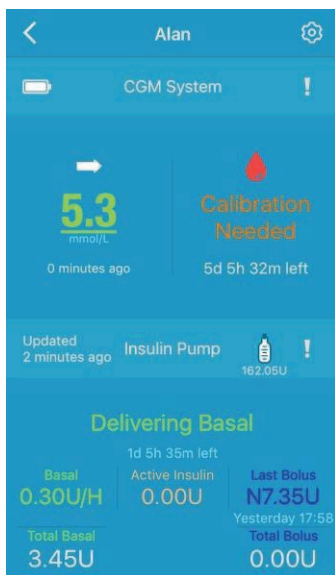 Alan
CGM System !
5.3
mmol/L
0 minutes ago
Calibration
Needed
5d 5h 32m left
Updated
2 minutes ago
Insulin Pump
162.05U
!
Delivering Basal
1d 5h 35m left
Basal
0.30U/H
Active Insulin
0.00U
Last Bolus
N7.35U
Yesterday 17:58
Total Basal
3.45U
Total Bolus
0.00U